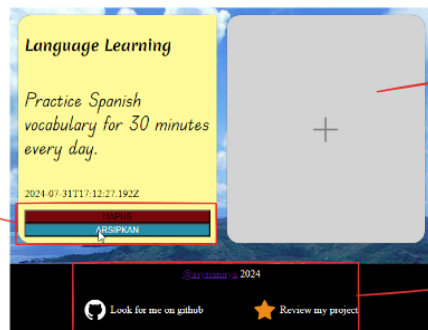 Language Learning
Practice Spanish
vocabulary for 30 minutes
every day.
2024-07-31T17:12:27.192Z
HAPUS
ARSIPKAN
2024
Look for me on github
Review my project